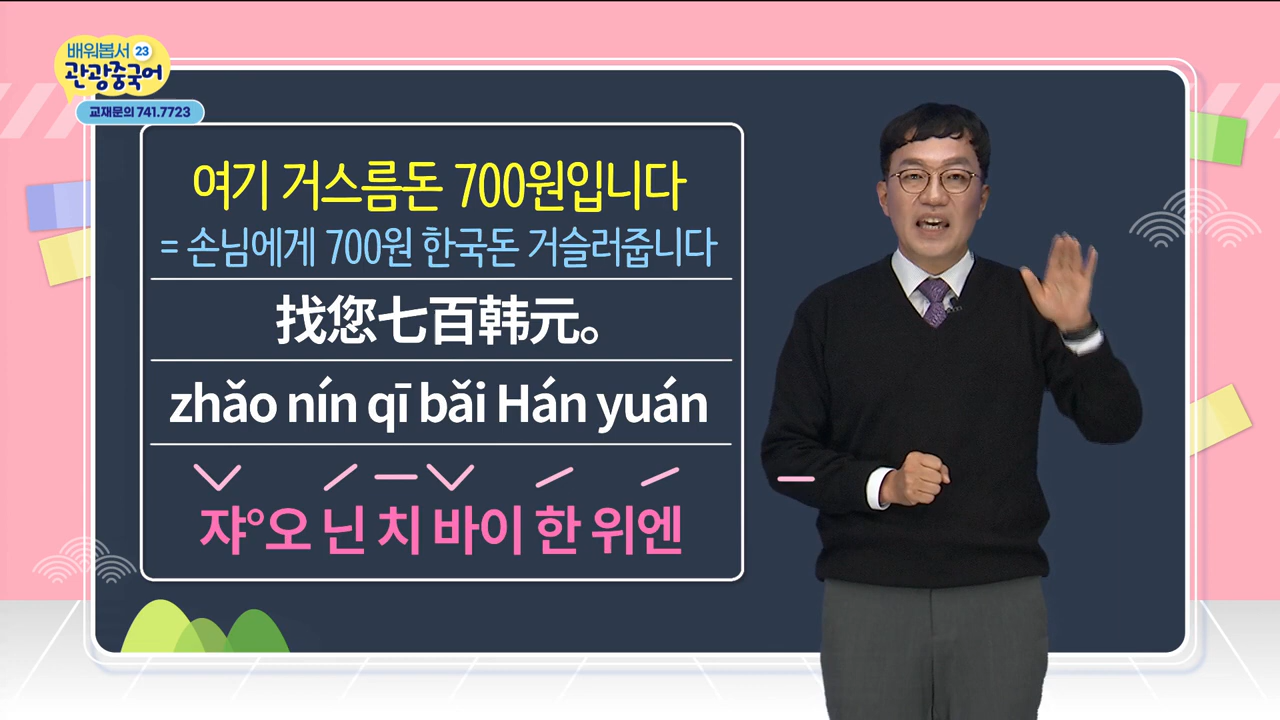 배워봅서 23
관광중국어
교재문의 741.7723
여기 거스름돈 700원입니다
= 손님에게 700원 한국돈 거슬러줍니다
找您七百韩元。
zhǎo nín qī bǎi Hán yuán
쟈°오 닌 치 바이 한 위엔